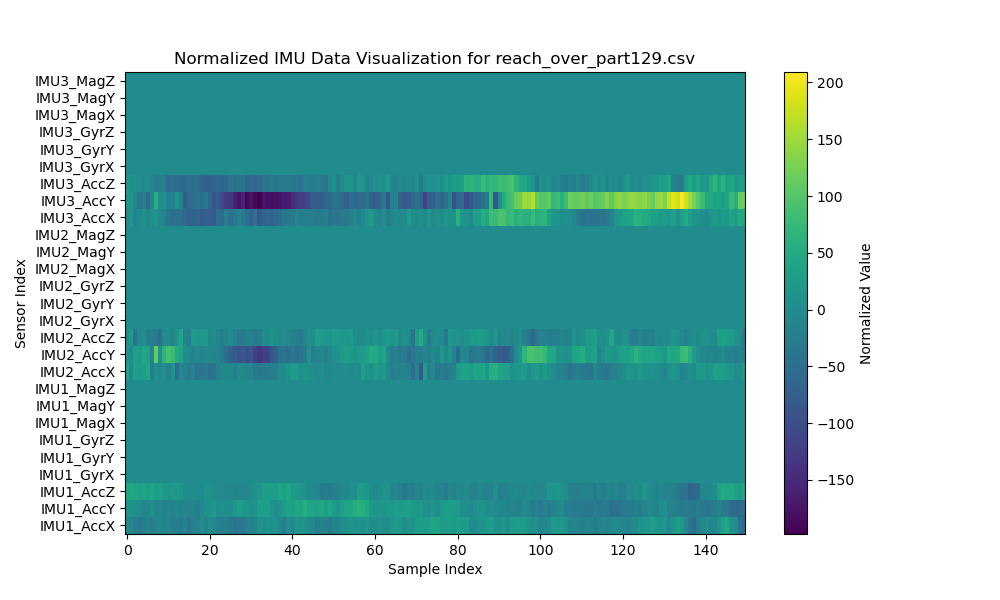 Normalized IMU Data Visualization for reach_over_part129.csv
Sensor Index
IMU3_MagZ
IMU3_MagY
IMU3_MagX
IMU3_GyrZ
IMU3_GyrY
IMU3_GyrX
IMU3_AccZ
IMU3_AccY
IMU3_AccX
IMU2_MagZ
IMU2_MagY
IMU2_MagX
IMU2_GyrZ
IMU2_GyrY
IMU2_GyrX
IMU2_AccZ
IMU2_AccY
IMU2_AccX
IMU1_MagZ
IMU1_MagY
IMU1_MagX
IMU1_GyrZ
IMU1_GyrY
IMU1_GyrX
IMU1_AccZ
IMU1_AccY
IMU1_AccX
0 20 40 60 80 100 120 140
Sample Index
200
150
100
50
0
−50
−100
−150
Normalized Value